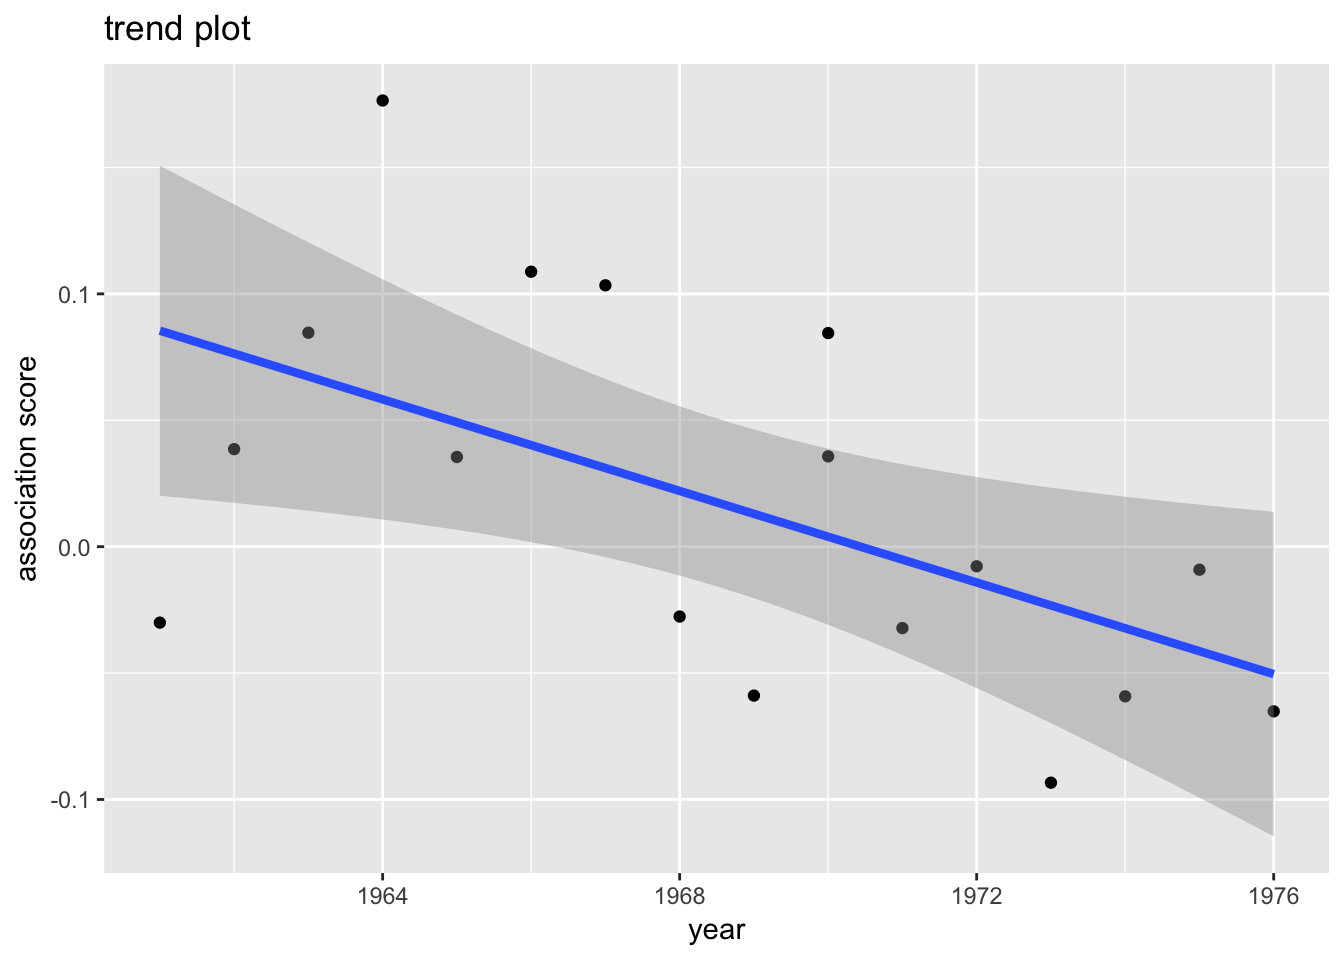 trend plot
association score
0.1
0.0
-0.1
1964
1968
1972
1976
year